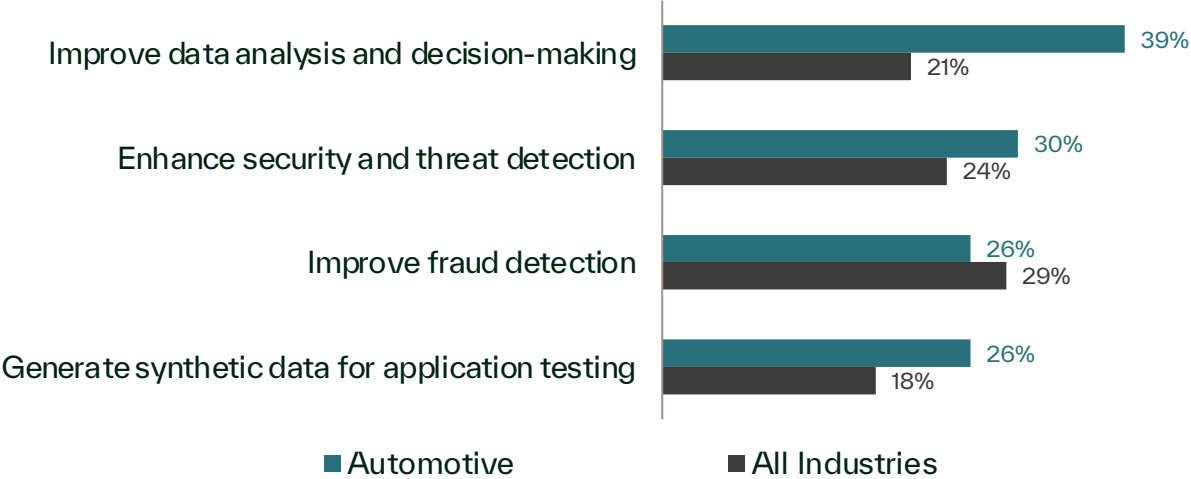 Improve data analysis and decision-making
39%
21%
Enhance security and threat detection
30%
24%
Improve fraud detection
26%
29%
Generate synthetic data for application testing
26%
18%
Automotive All Industries